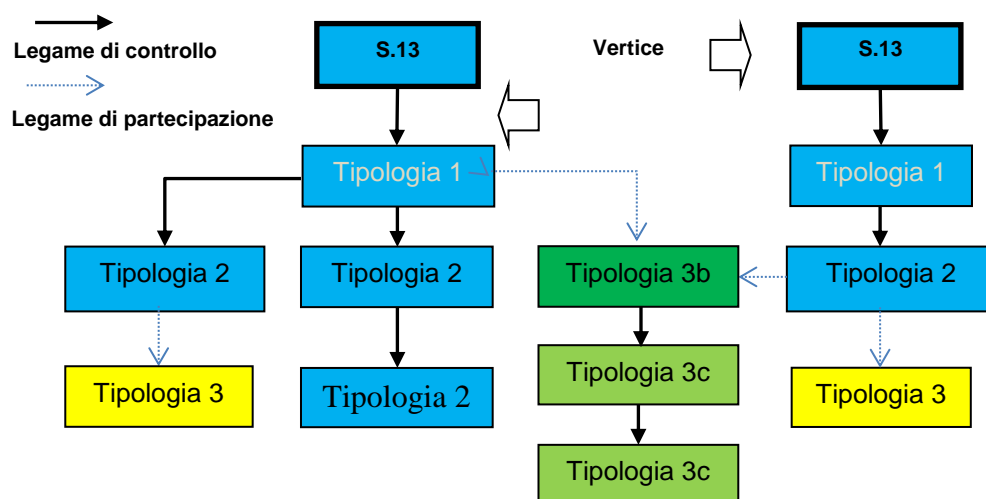 Legame di controllo
Legame di partecipazione
S.13
Vertice
S.13
Tipologia 1
Tipologia 1
Tipologia 2
Tipologia 2
Tipologia 3b
Tipologia 2
Tipologia 3
Tipologia 2
Tipologia 3c
Tipologia 3
Tipologia 3c